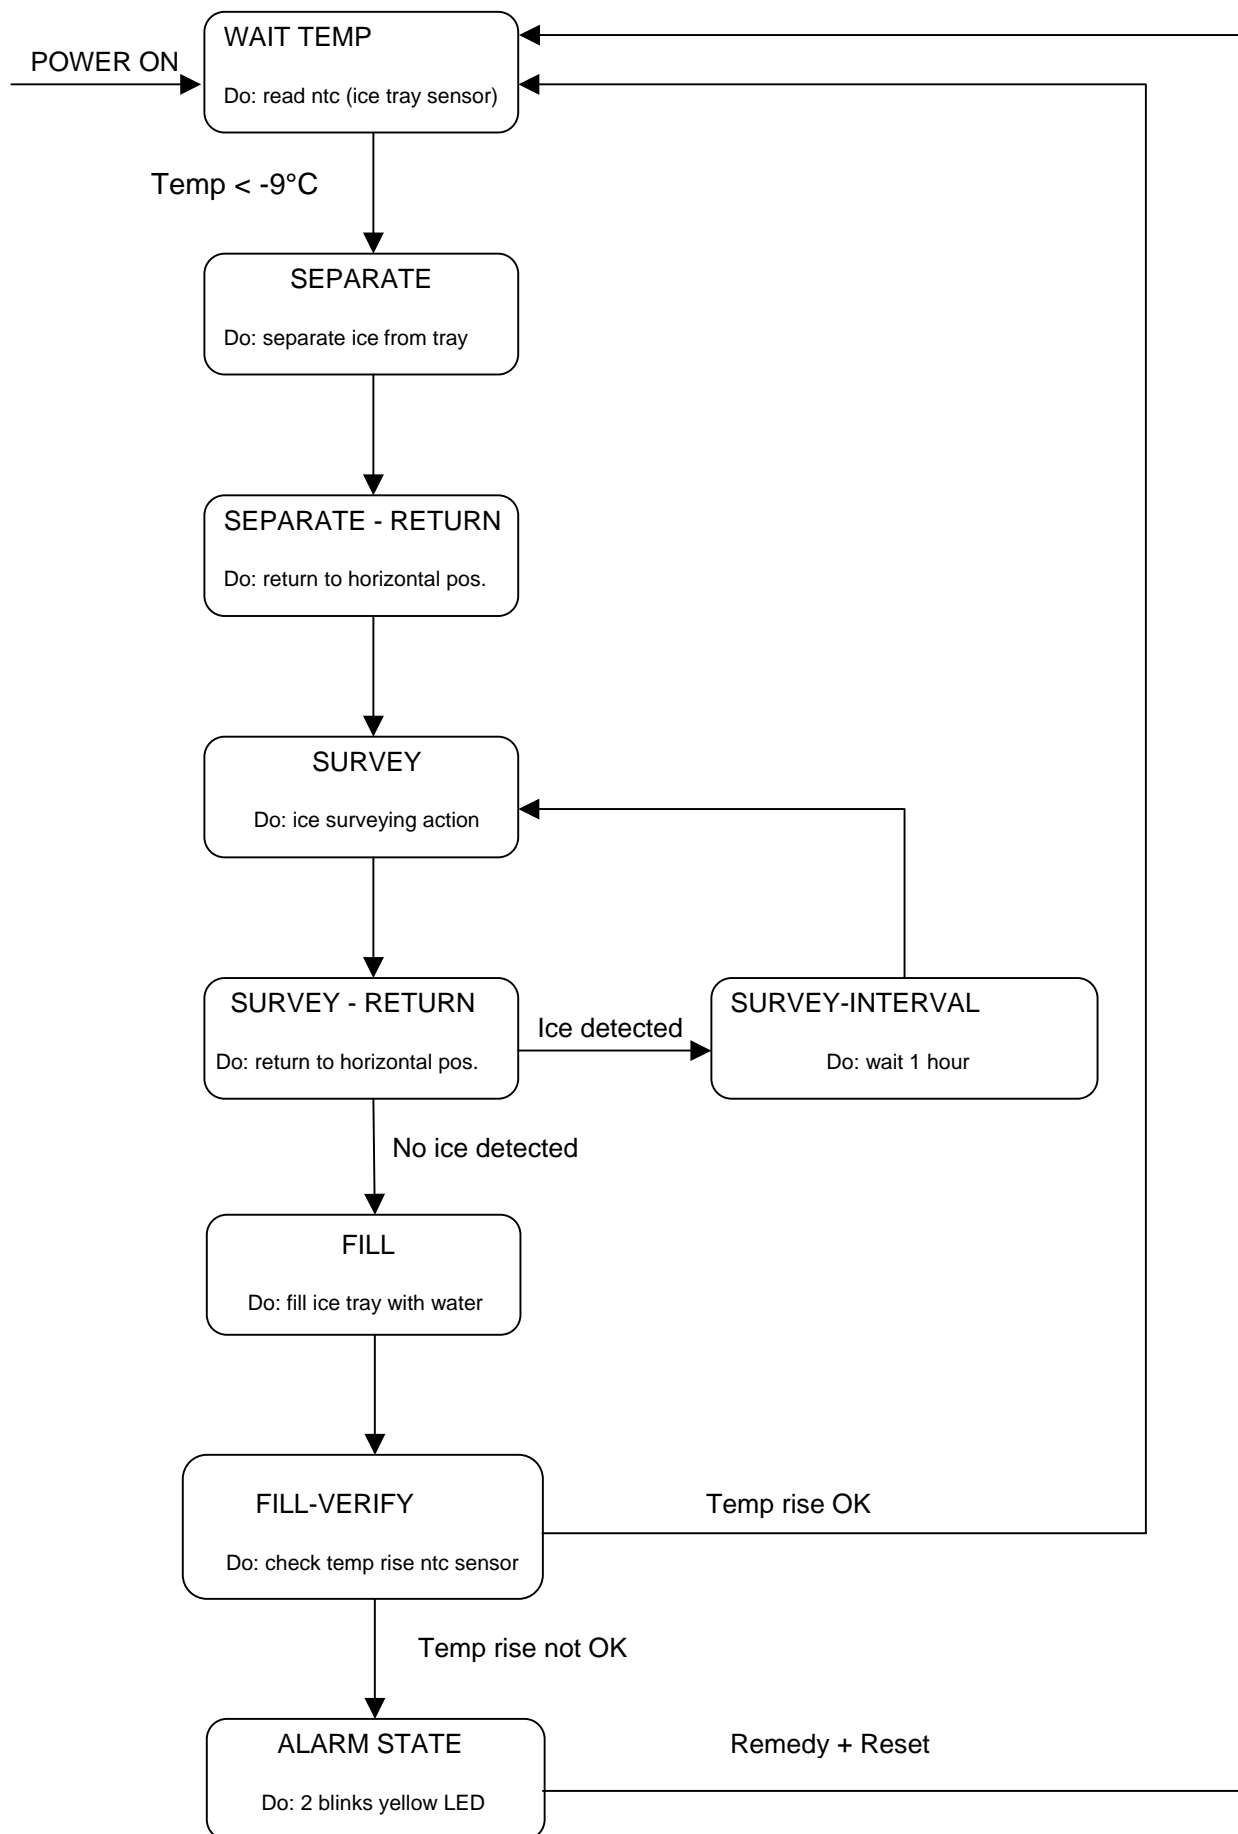 WAIT TEMP
POWER ON
Do: read ntc (ice tray sensor)
Temp < -9°C
SEPARATE
Do: separate ice from tray
SEPARATE - RETURN
Do: return to horizontal pos.
SURVEY
Do: ice surveying action
SURVEY - RETURN
Do: return to horizontal pos.
Ice detected
SURVEY-INTERVAL
Do: wait 1 hour
No ice detected
FILL
Do: fill ice tray with water
FILL-VERIFY
Do: check temp rise ntc sensor
Temp rise OK
Temp rise not OK
ALARM STATE
Do: 2 blinks yellow LED
Remedy + Reset